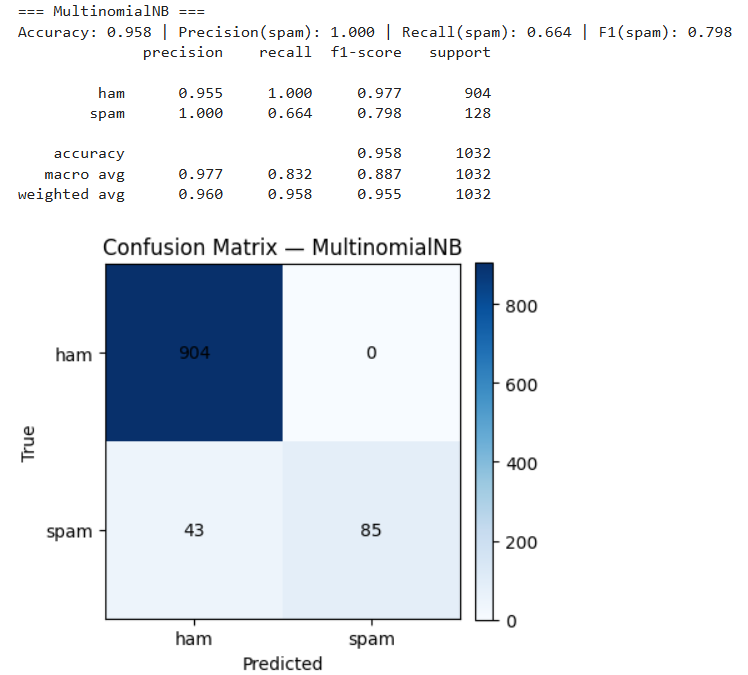 === MultinomialNB ===
Accuracy: 0.958 | Precision(spam): 1.000 | Recall(spam): 0.664 | F1(spam): 0.798
precision recall f1-score support
ham 0.955 1.000 0.977 904
spam 1.000 0.664 0.798 128
accuracy 0.958 1032
macro avg 0.977 0.832 0.887 1032
weighted avg 0.960 0.958 0.955 1032
Confusion Matrix — MultinomialNB
800
ham 904 0
600
True
400
spam 43 85
200
0
ham spam
Predicted